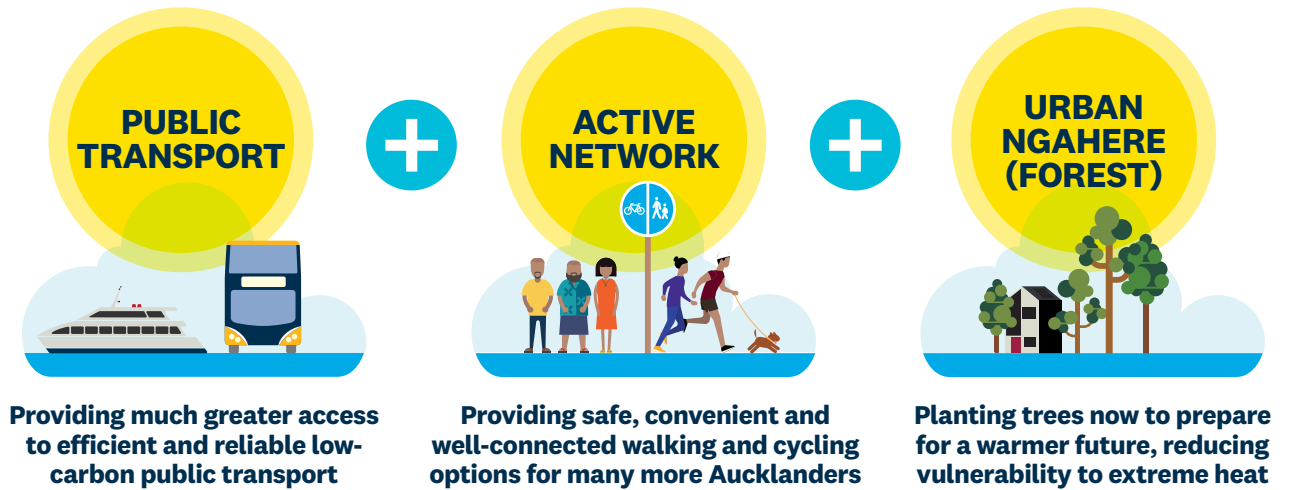 PUBLIC
TRANSPORT
ACTIVE
NETWORK
URBAN
NGAHERE
(FOREST)
Providing much greater access
to efficient and reliable low-
carbon public transport
Providing safe, convenient and
well-connected walking and cycling
options for many more Aucklanders
Planting trees now to prepare
for a warmer future, reducing
vulnerability to extreme heat